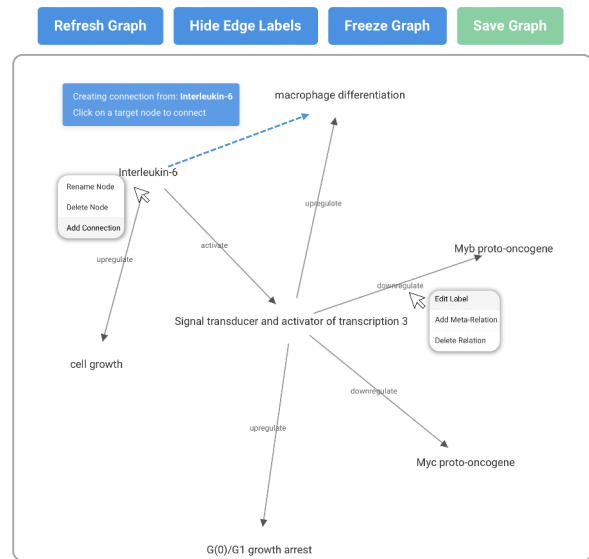 Refresh Graph
Hide Edge Labels
Freeze Graph
Save Graph
Creating connection from: Interleukin-6
Click on a target node to connect
macrophage differentiation
Interleukin-6
Rename Node
Delete Node
Add Connection
upregulate
activate
upregulate
Myb proto-oncogene
downregulate
Edit Label
Add Meta-Relation
Delete Relation
Signal transducer and activator of transcription 3
cell growth
downregulate
upregulate
Myc proto-oncogene
G(0)/G1 growth arrest